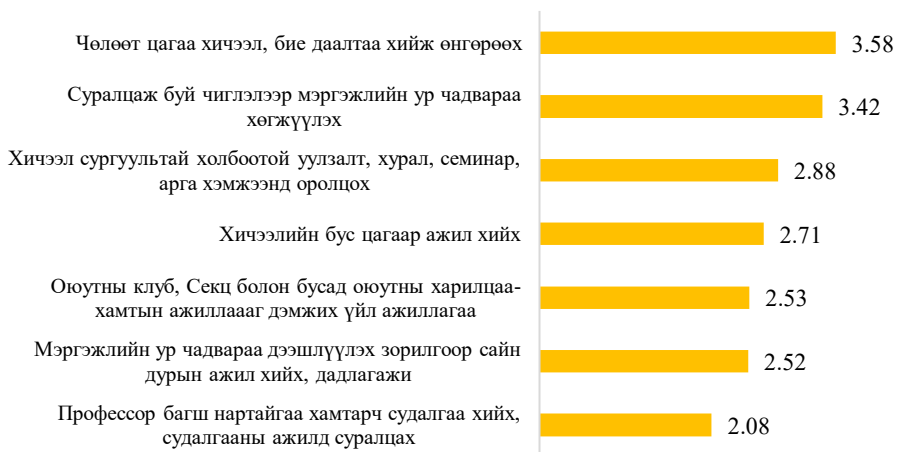 Чөлөөт цагаа хичээл, бие даалтаа хийж өнгөрөөх
3.58
Суралцаж буй чиглэлээр мэргэжлийн ур чадвараа
хөгжүүлэх
3.42
Хичээл сургуультай холбоотой уулзалт, хурал, семинар,
арга хэмжээнд оролцох
2.88
Хичээлийн бус цагаар ажил хийх
2.71
Оюутны клуб, Секц болон бусад оюутны харилцаа-
хамтын ажиллаааг дэмжих үйл ажиллагаа
2.53
Мэргэжлийн ур чадвараа дээшлүүлэх зорилгоор сайн
дурын ажил хийх, дадлагажи
2.52
Профессор багш нартайгаа хамтарч судалгаа хийх,
судалгааны ажилд суралцах
2.08